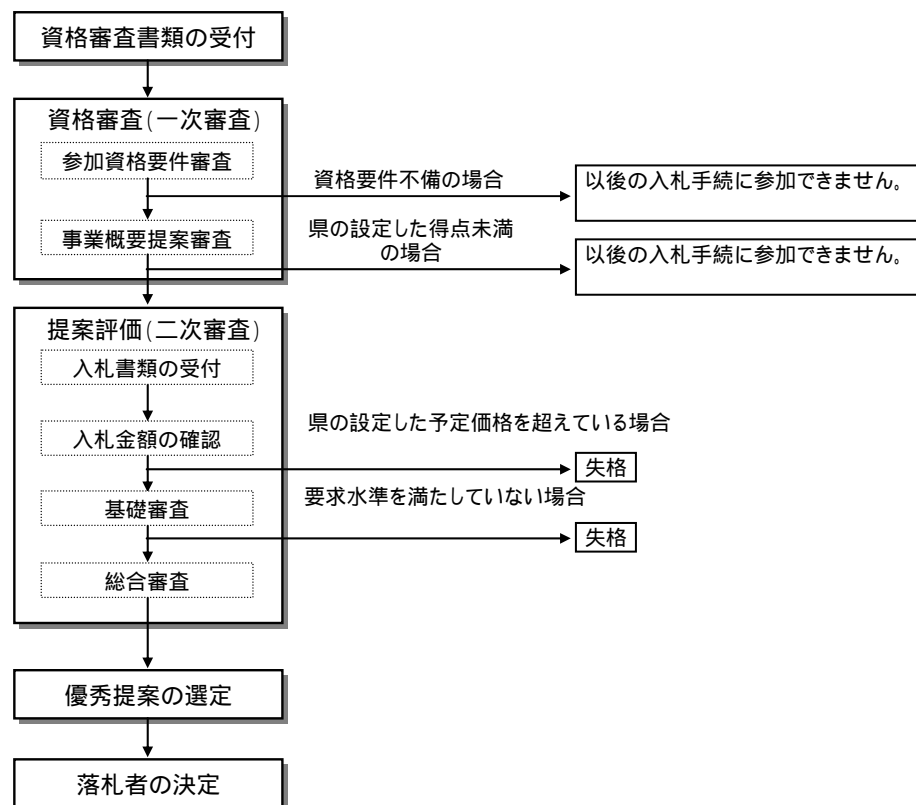 資格審査書類の受付
資格審査(一次審査)
参加資格要件審査
資格要件不備の場合
以後の入札手続に参加できません。
事業概要提案審査
県の設定した得点未満
の場合
以後の入札手続に参加できません。
提案評価(二次審査)
入札書類の受付
入札金額の確認
県の設定した予定価格を超えている場合
失格
基礎審査
要求水準を満たしていない場合
失格
総合審査
優秀提案の選定
落札者の決定